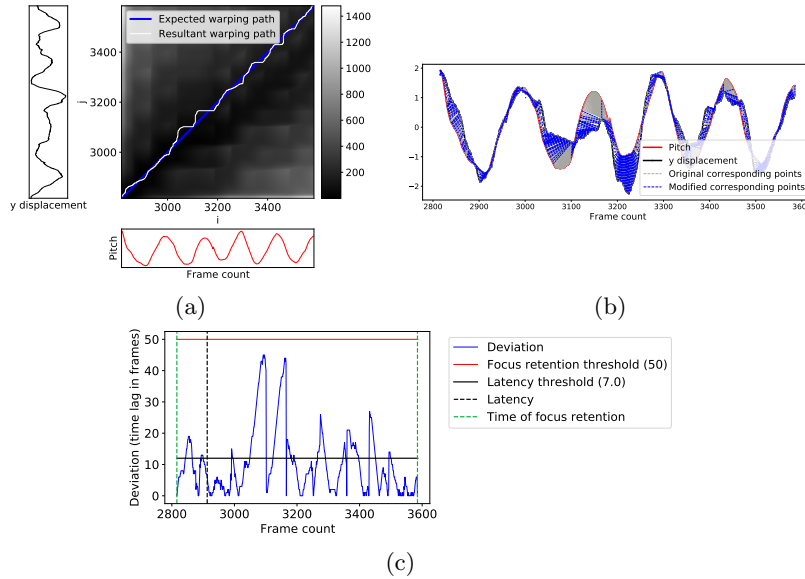 Expected warping path
Resultant warping path
3400
3200
3000
2800
j
y displacement
3000
3200
3400
i
1400
1200
1000
800
600
400
200
Pitch
Frame count
(a)
2
1
0
−1
−2
Pitch
y displacement
Original corresponding points
Modified corresponding points
2800
2900
3000
3100
3200
3300
3400
3500
3600
Frame count
(b)
Deviation (time lag in frames)
50
40
30
20
10
0
2800
3000
3200
3400
3600
Frame count
Deviation
Focus retention threshold (50)
Latency threshold (7.0)
Latency
Time of focus retention
(c)